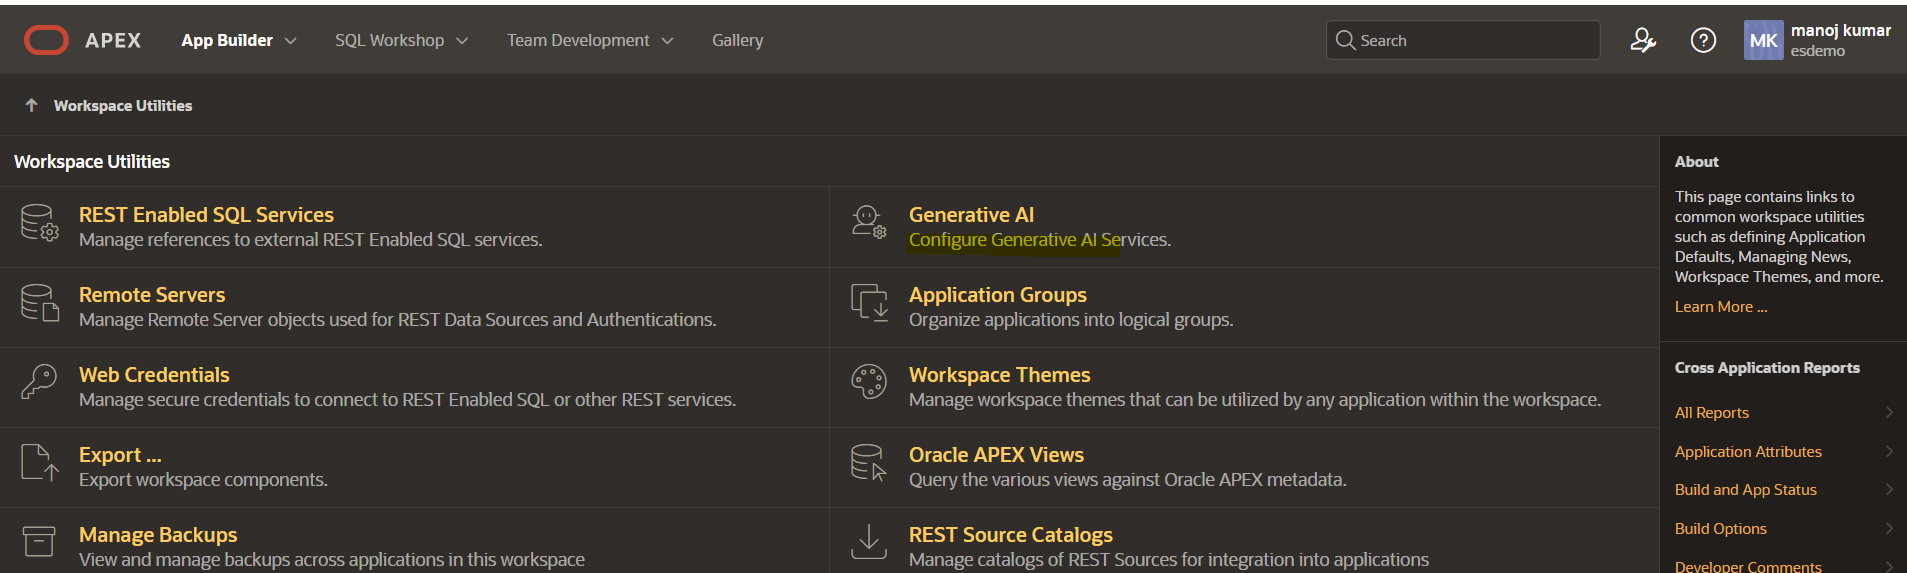 APEX App Builder SQL Workshop Team Development Gallery Search ? MK manoj kumar
esdemo
Workspace Utilities
Workspace Utilities
REST Enabled SQL Services
Manage references to external REST Enabled SQL services.
Generative AI
Configure Generative AI Services.
Remote Servers
Manage Remote Server objects used for REST Data Sources and Authentications.
Application Groups
Organize applications into logical groups.
Web Credentials
Manage secure credentials to connect to REST Enabled SQL or other REST services.
Workspace Themes
Manage workspace themes that can be utilized by any application within the workspace.
Export ...
Export workspace components.
Oracle APEX Views
Query the various views against Oracle APEX metadata.
Manage Backups
View and manage backups across applications in this workspace
REST Source Catalogs
Manage catalogs of REST Sources for integration into applications
About
This page contains links to
common workspace utilities
such as defining Application
Defaults, Managing News,
Workspace Themes, and more.
Learn More ...
Cross Application Reports
All Reports
Application Attributes
Build and App Status
Build Options
Developer Comments